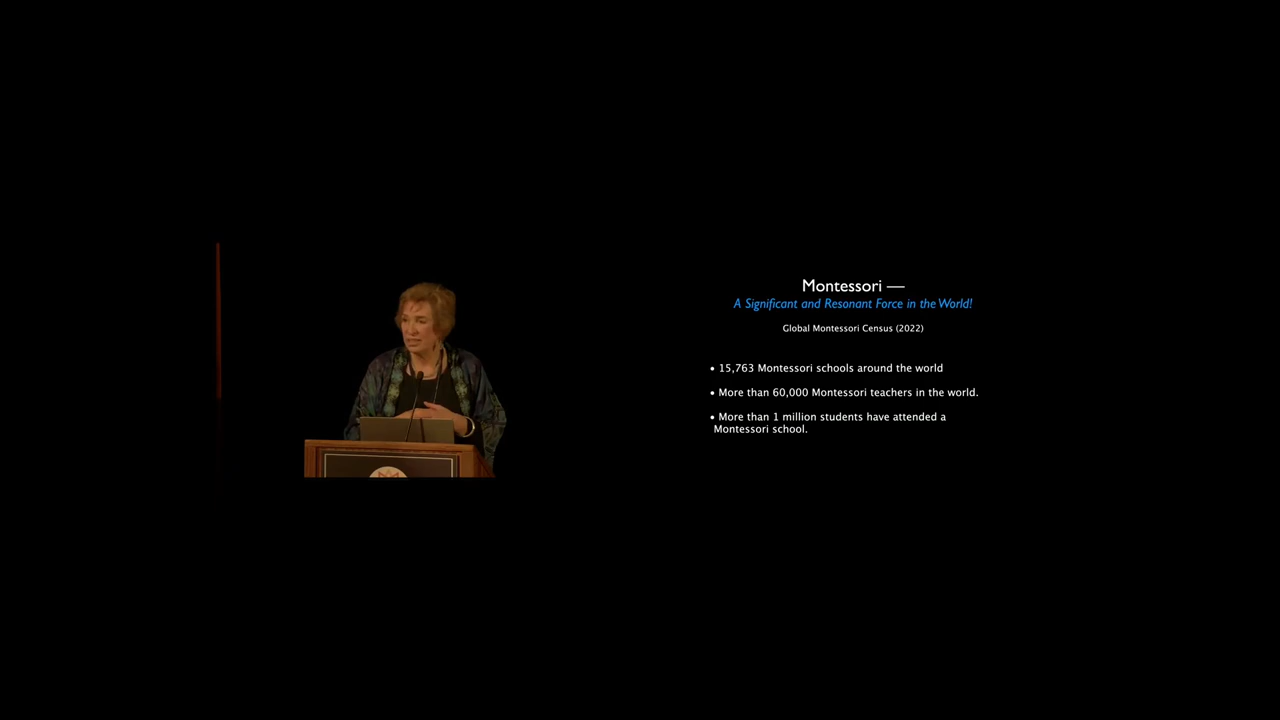 Montessori —
A Significant and Resonant Force in the World!
Global Montessori Census (2022)
• 15,763 Montessori schools around the world
• More than 60,000 Montessori teachers in the world.
• More than 1 million students have attended a
Montessori school.